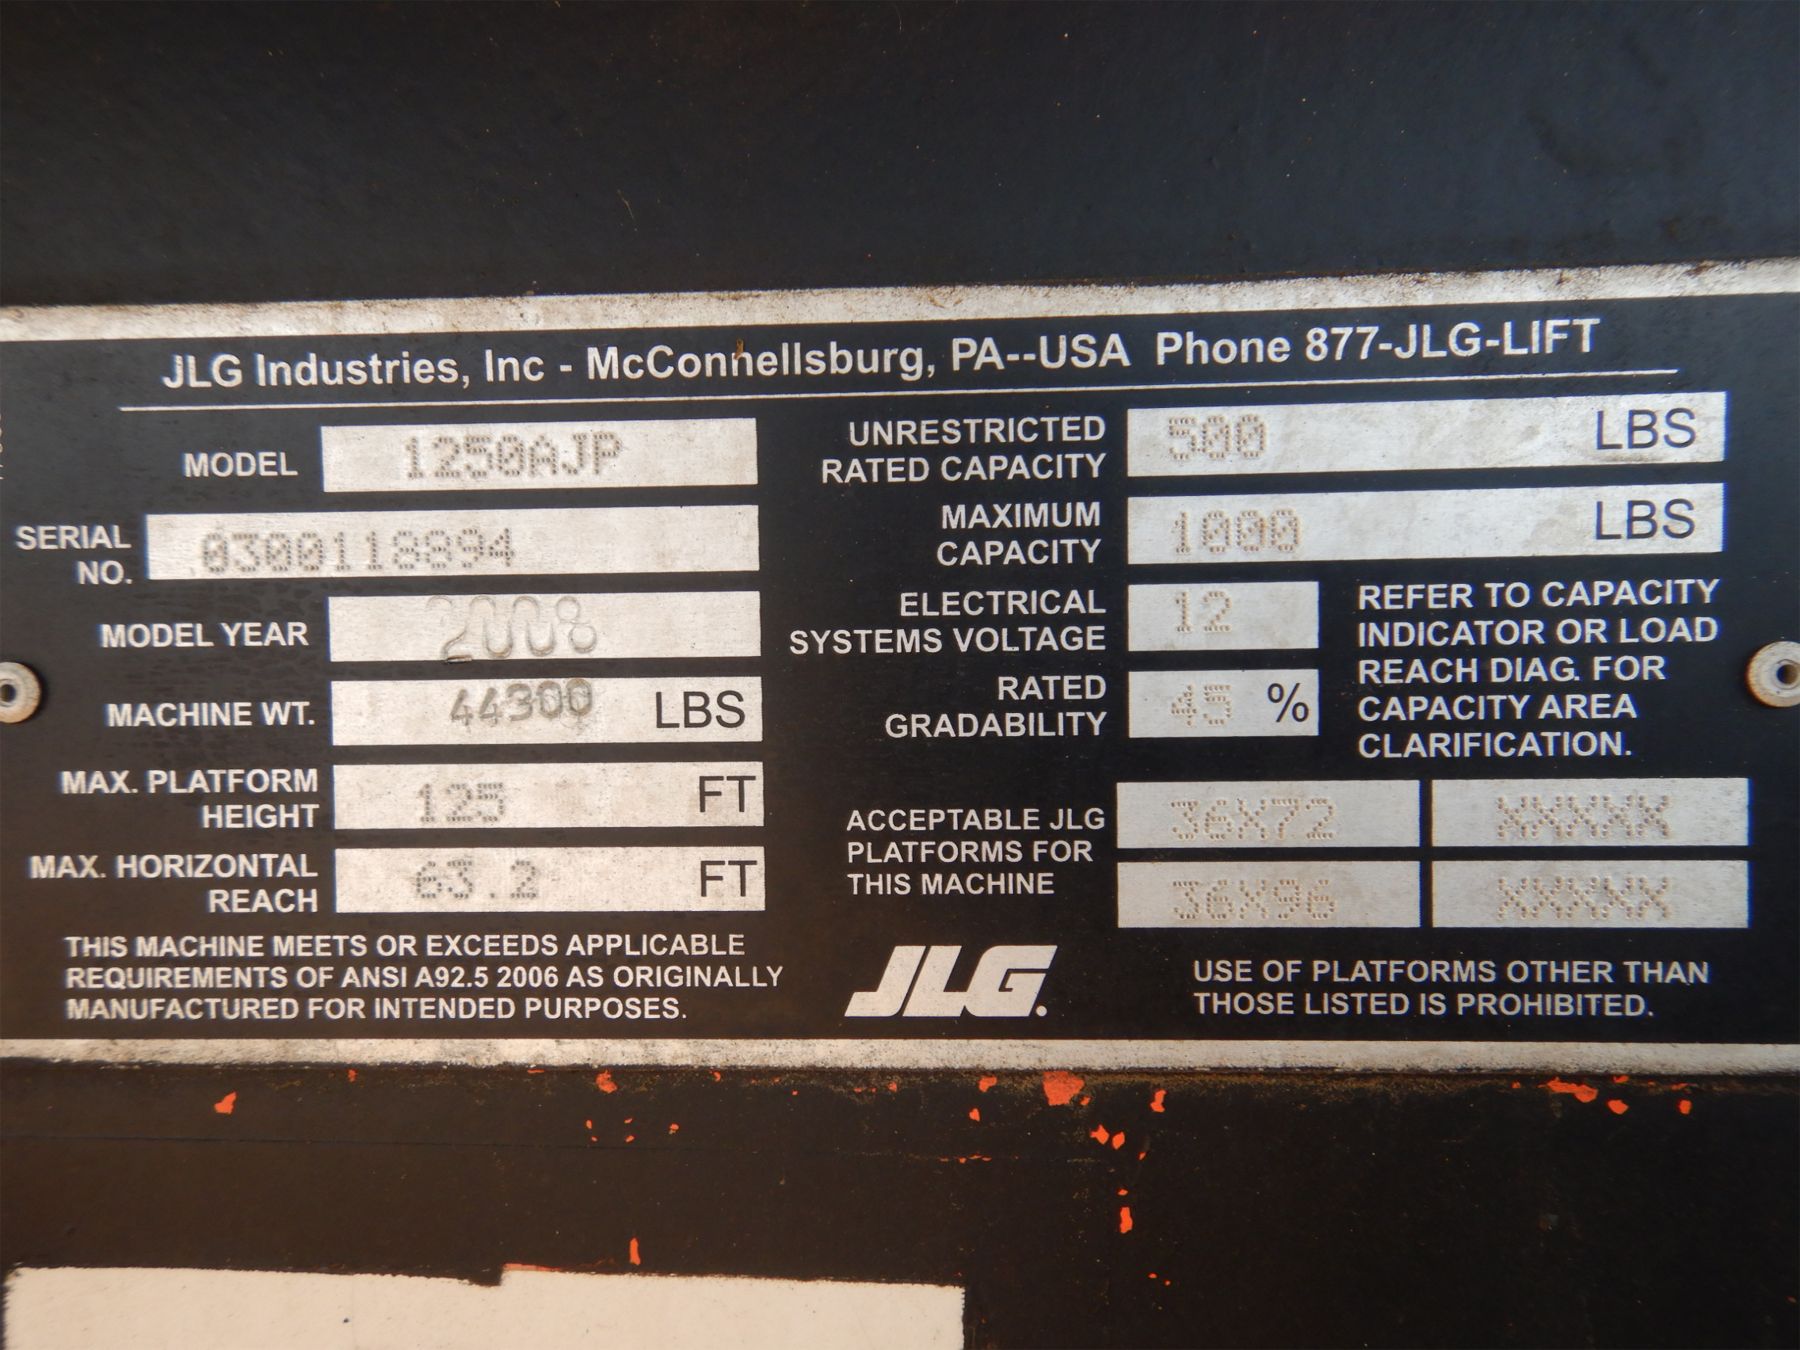 JLG Industries, Inc - McConnellsburg, PA--USA Phone 877-JLG-LIFT
MODEL 1250AJP
SERIAL NO. 0300118894
MODEL YEAR 2008
MACHINE WT. 44300 LBS
MAX. PLATFORM
HEIGHT 125 FT
MAX. HORIZONTAL
REACH 63.2 FT
THIS MACHINE MEETS OR EXCEEDS APPLICABLE
REQUIREMENTS OF ANSI A92.5 2006 AS ORIGINALLY
MANUFACTURED FOR INTENDED PURPOSES.
UNRESTRICTED
RATED CAPACITY 500 LBS
MAXIMUM
CAPACITY 1000 LBS
ELECTRICAL
SYSTEMS VOLTAGE 12
RATED
GRADABILITY 45 %
REFER TO CAPACITY
INDICATOR OR LOAD
REACH DIAG. FOR
CAPACITY AREA
CLARIFICATION.
ACCEPTABLE JLG
PLATFORMS FOR
THIS MACHINE
36X72 XXXXX
36X96 XXXXX
JLG.
USE OF PLATFORMS OTHER THAN
THOSE LISTED IS PROHIBITED.